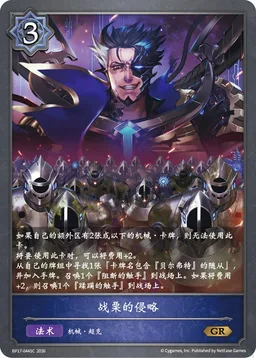 3
如果自己的额外区有2张或以下的机械·卡牌，则无法使用此卡。
将要使用此卡时，可以将费用+2。
从自己的牌组中寻找1张『卡牌名包含『贝尔弗特』的随从』，并加入手牌。召唤1个『阻断的触手』到战场上。如果费用+2，则召唤1个『蹂躏的触手』到战场上。
战枭的侵略
法术
机械·超克
GR
© Cygames, Inc. Published by NetEase Games